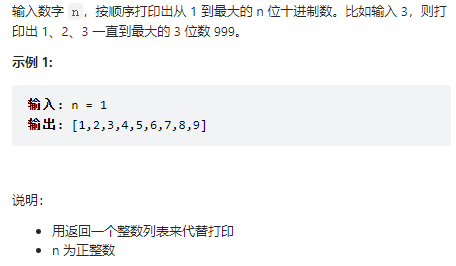 输入数字 n，按顺序打印出从 1 到最大的 n 位十进制数。比如输入 3，则打
印出 1、2、3 一直到最大的 3 位数 999。
示例 1:
输入: n = 1
输出: [1,2,3,4,5,6,7,8,9]
说明：
用返回一个整数列表来代替打印
n 为正整数